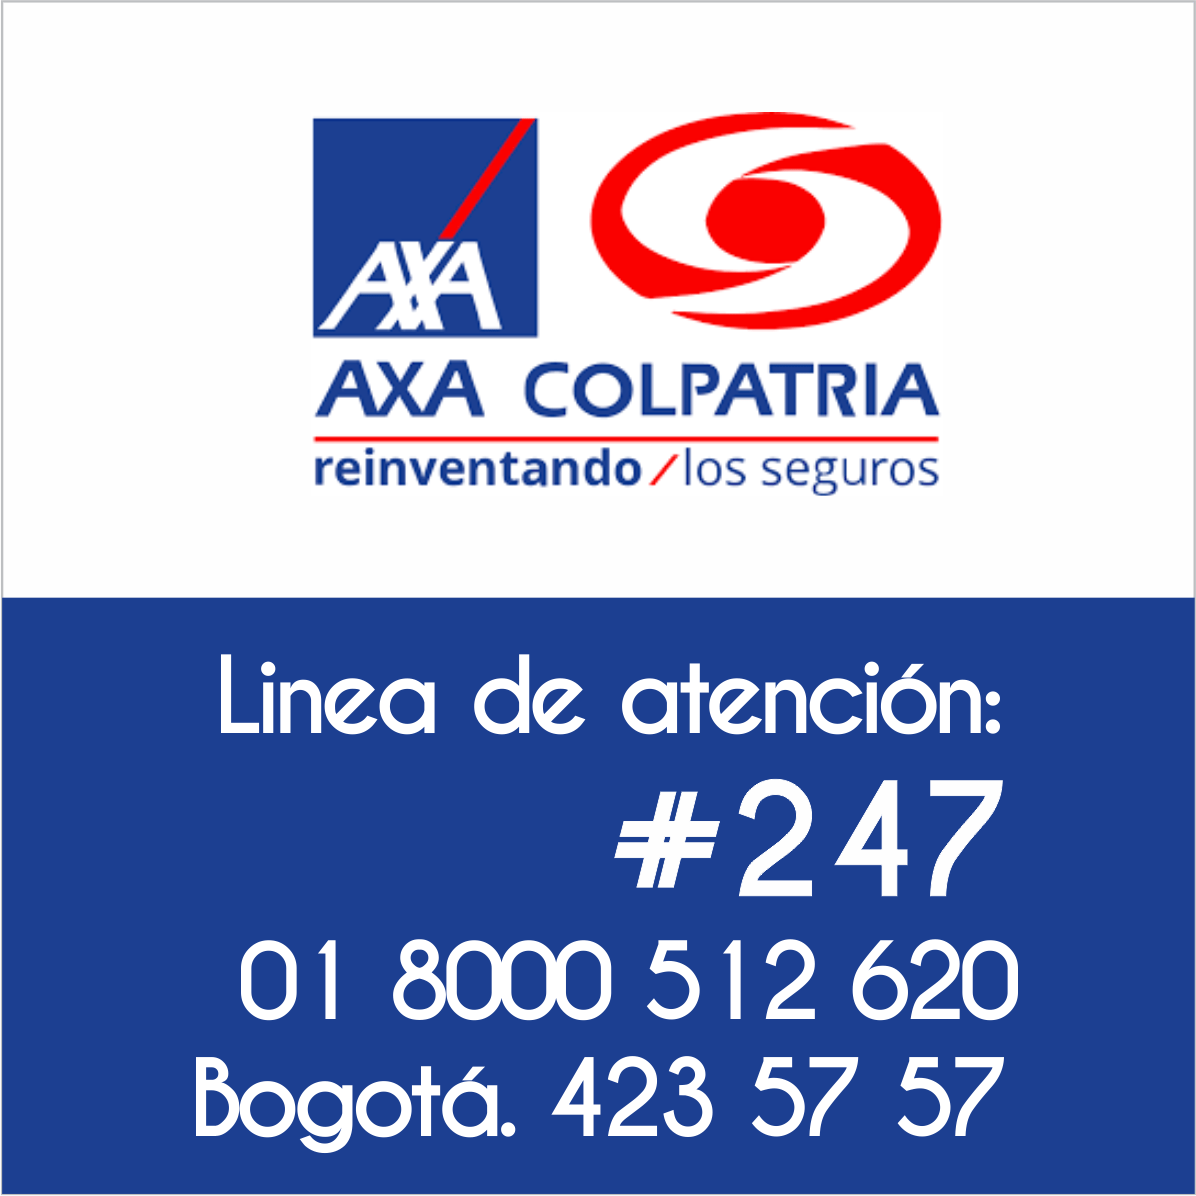 AXA
AXA COLPATRIA
reinventando / los seguros
Linea de atención:
#247
01 8000 512 620
Bogotá. 423 57 57